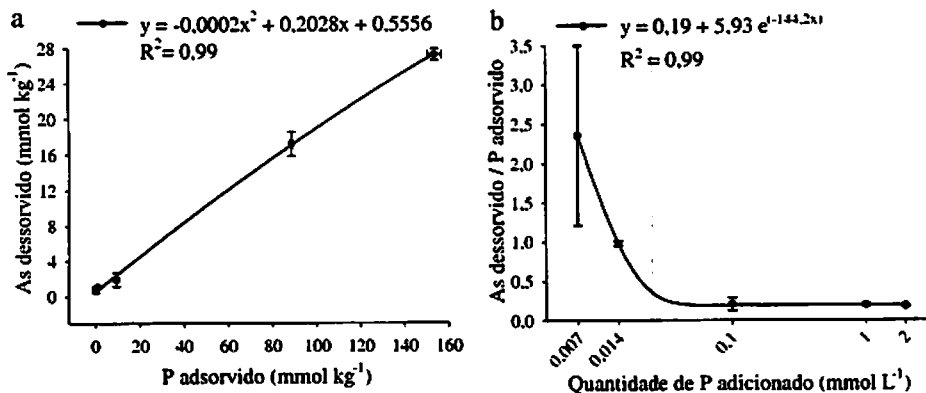 a
y = -0,0002x² + 0,2028x + 0,5556
R² = 0,99
28
24
20
16
12
8
4
0
As dessorvido (mmol kg⁻¹)
0 20 40 60 80 100 120 140 160
P adsorvido (mmol kg⁻¹)
b
y = 0,19 + 5,93 e(-144,2x)
R² = 0,99
3.5
3.0
2.5
2.0
1.5
1.0
0.5
0.0
As dessorvido / P adsorvido
0.007 0.014 0.1 1 2
Quantidade de P adicionado (mmol L⁻¹)